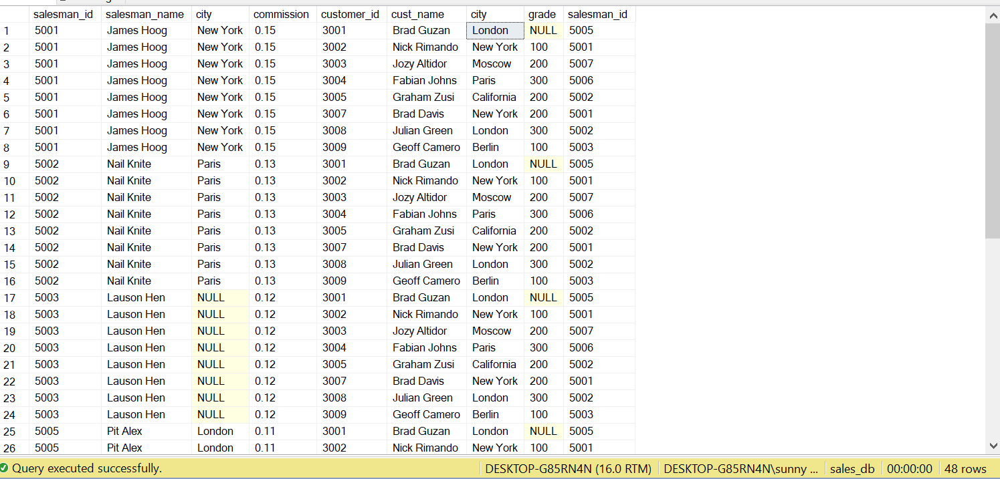 salesman_id salesman_name city commission customer_id cust_name city grade salesman_id
1 5001 James Hoog New York 0.15 3001 Brad Guzan London NULL 5005
2 5001 James Hoog New York 0.15 3002 Nick Rimando New York 100 5001
3 5001 James Hoog New York 0.15 3003 Jozy Altidor Moscow 200 5007
4 5001 James Hoog New York 0.15 3004 Fabian Johns Paris 300 5006
5 5001 James Hoog New York 0.15 3005 Graham Zusi California 200 5002
6 5001 James Hoog New York 0.15 3007 Brad Davis New York 200 5001
7 5001 James Hoog New York 0.15 3008 Julian Green London 300 5002
8 5001 James Hoog New York 0.15 3009 Geoff Camero Berlin 100 5003
9 5002 Nail Knite Paris 0.13 3001 Brad Guzan London NULL 5005
10 5002 Nail Knite Paris 0.13 3002 Nick Rimando New York 100 5001
11 5002 Nail Knite Paris 0.13 3003 Jozy Altidor Moscow 200 5007
12 5002 Nail Knite Paris 0.13 3004 Fabian Johns Paris 300 5006
13 5002 Nail Knite Paris 0.13 3005 Graham Zusi California 200 5002
14 5002 Nail Knite Paris 0.13 3007 Brad Davis New York 200 5001
15 5002 Nail Knite Paris 0.13 3008 Julian Green London 300 5002
16 5002 Nail Knite Paris 0.13 3009 Geoff Camero Berlin 100 5003
17 5003 Lauson Hen NULL 0.12 3001 Brad Guzan London NULL 5005
18 5003 Lauson Hen NULL 0.12 3002 Nick Rimando New York 100 5001
19 5003 Lauson Hen NULL 0.12 3003 Jozy Altidor Moscow 200 5007
20 5003 Lauson Hen NULL 0.12 3004 Fabian Johns Paris 300 5006
21 5003 Lauson Hen NULL 0.12 3005 Graham Zusi California 200 5002
22 5003 Lauson Hen NULL 0.12 3007 Brad Davis New York 200 5001
23 5003 Lauson Hen NULL 0.12 3008 Julian Green London 300 5002
24 5003 Lauson Hen NULL 0.12 3009 Geoff Camero Berlin 100 5003
25 5005 Pit Alex London 0.11 3001 Brad Guzan London NULL 5005
26 5005 Pit Alex London 0.11 3002 Nick Rimando New York 100 5001
Query executed successfully. DESKTOP-G85RN4N (16.0 RTM) DESKTOP-G85RN4N\sunny ... sales_db 00:00:00 48 rows